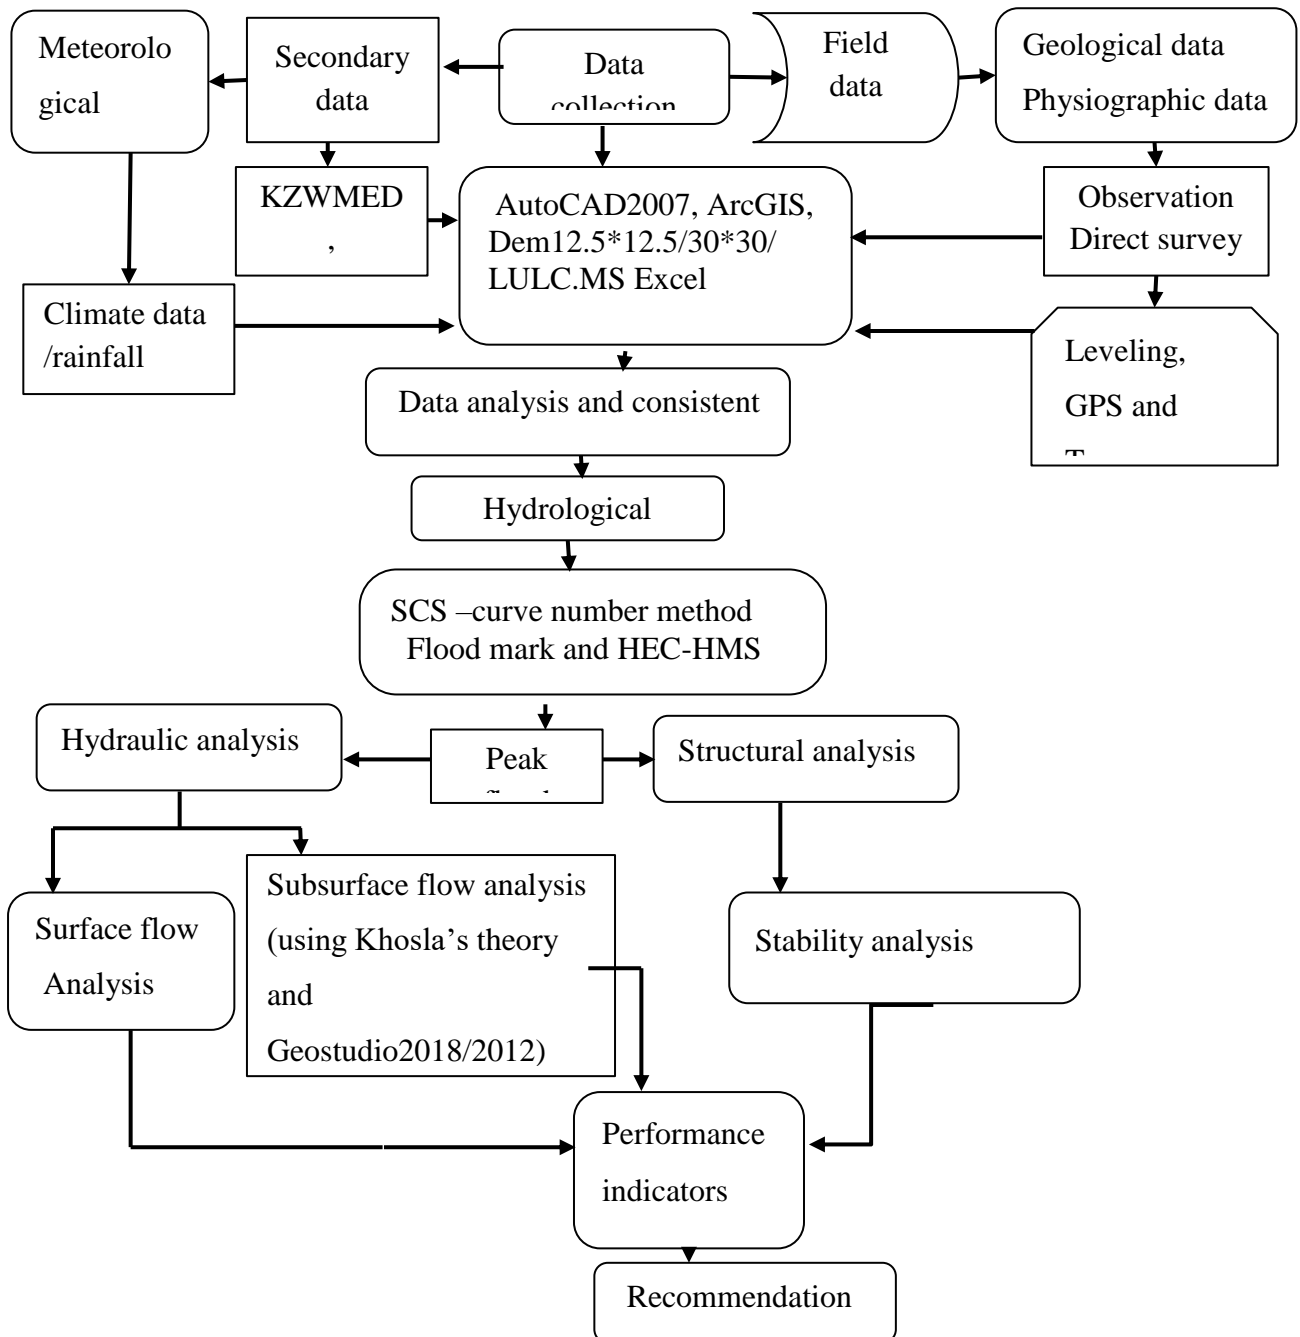 Meteorolo
gical
Secondary
data
Data
collection
Field
data
Geological data
Physiographic data
KZWMED
,
AutoCAD2007, ArcGIS,
Dem12.5*12.5/30*30/
LULC.MS Excel
Observation
Direct survey
Climate data
/rainfall
Leveling,
GPS and
Data analysis and consistent
Hydrological
SCS –curve number method
Flood mark and HEC-HMS
Hydraulic analysis
Peak
Structural analysis
Surface flow
Analysis
Subsurface flow analysis
(using Khosla’s theory
and
Geostudio2018/2012)
Stability analysis
Performance
indicators
Recommendation